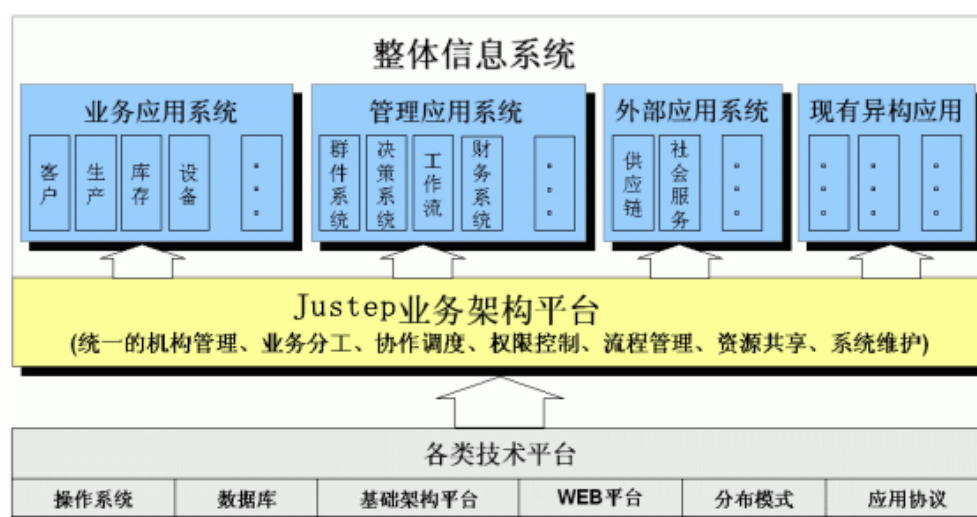 整体信息系统
业务应用系统
客户
生产
库存
设备
管理应用系统
群件系统
决策系统
工作流
财务系统
外部应用系统
供应链
社会服务
现有异构应用
Justep业务架构平台
(统一的机构管理、业务分工、协作调度、权限控制、流程管理、资源共享、系统维护)
各类技术平台
操作系统
数据库
基础架构平台
WEB平台
分布模式
应用协议